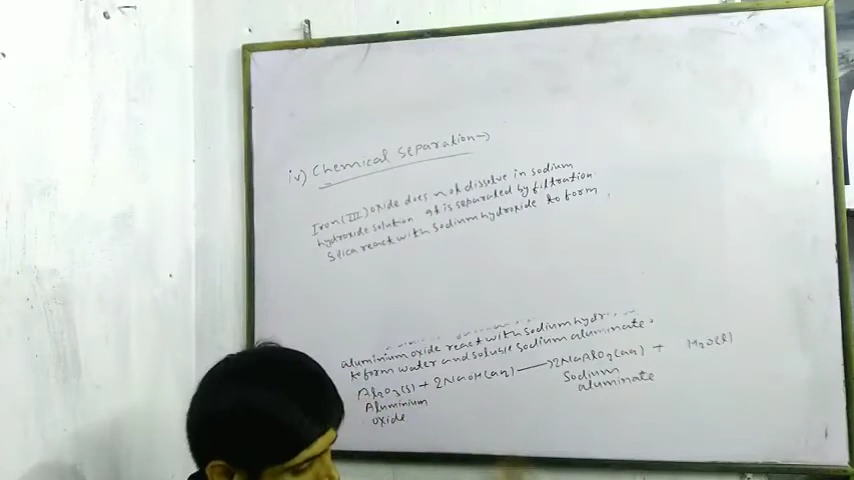 iv) Chemical Separation→
Iron(III) oxide does not dissolve in sodium
hydroxide solution It is separated by filtration
Silica react with sodium hydroxide to form
aluminium oxide react with sodium hydr
to form water and soluble sodium aluminate.
Al2O3(s) + 2NaOH(aq) ⟶ 2NaAlO2(aq) + H2O(l)
Aluminium Sodium
oxide aluminate